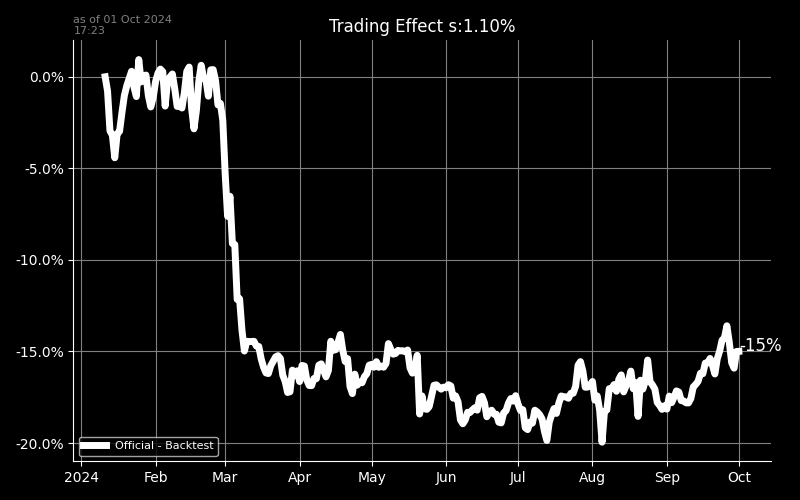 as of 01 Oct 2024
17:23
Trading Effect s:1.10%
0.0%
-5.0%
-10.0%
-15.0%
-20.0%
-15%
Official - Backtest
2024 Feb Mar Apr May Jun Jul Aug Sep Oct